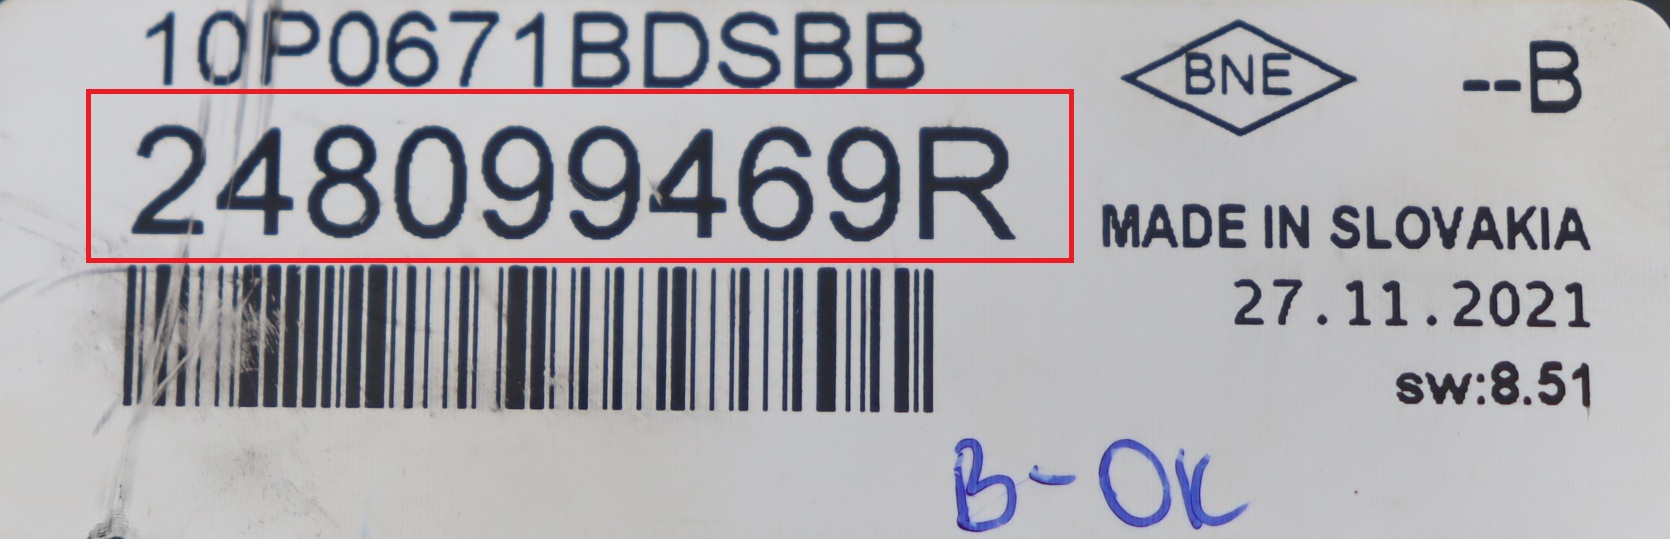 10P0671BDSBB
248099469R
BNE
--B
MADE IN SLOVAKIA
27.11.2021
sw:8.51
B-OK